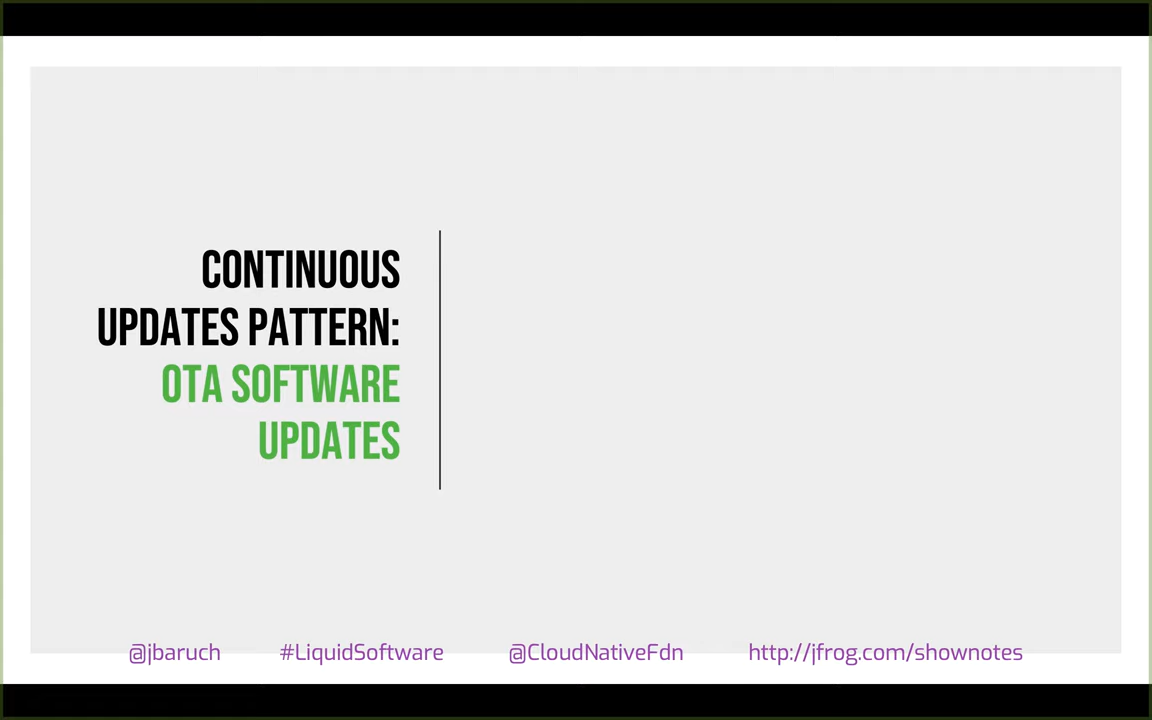 CONTINUOUS
UPDATES PATTERN:
OTA SOFTWARE
UPDATES
@jbaruch #LiquidSoftware @CloudNativeFdn http://jfrog.com/shownotes